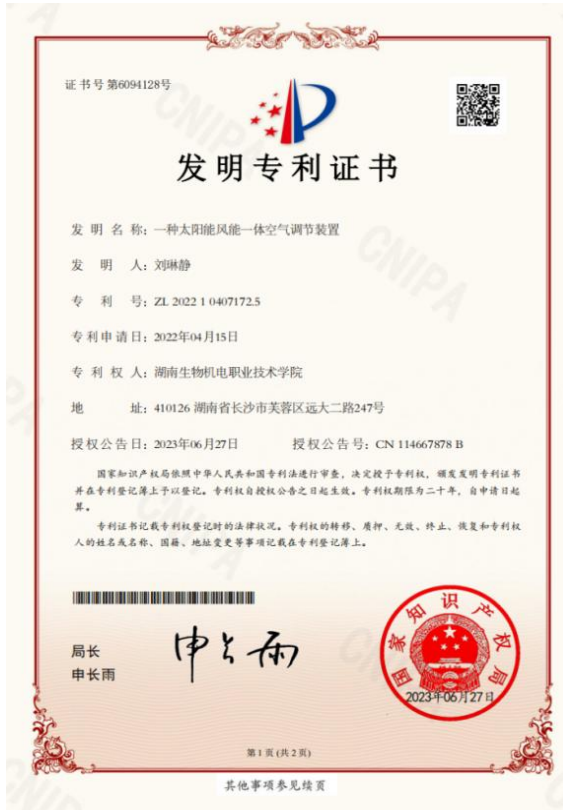 证书号第6094128号
发明专利证书
发 明 名 称：一种太阳能风能一体空气调节装置
发 明 人：刘琳静
专 利 号：ZL 2022 1 0407172.5
专利申请日：2022年04月15日
专 利 权 人：湖南生物机电职业技术学院
地 址：410126 湖南省长沙市芙蓉区远大二路247号
授权公告日：2023年06月27日 授权公告号：CN 114667878 B
国家知识产权局依照中华人民共和国专利法进行审查，决定授予专利权，颁发发明专利证书
并在专利登记簿上予以登记。专利权自授权公告之日起生效。专利权期限为二十年，自申请日起
算。
专利证书记载专利权登记时的法律状况。专利权的转移、质押、无效、终止、恢复和专利权
人的姓名或名称、国籍、地址变更等事项记载在专利登记簿上。
局长
申长雨
申长雨
国家知识产权局
2023年06月27日
第 1 页 (共 2 页)
其他事项参见续页
CNIPA
CNIPA